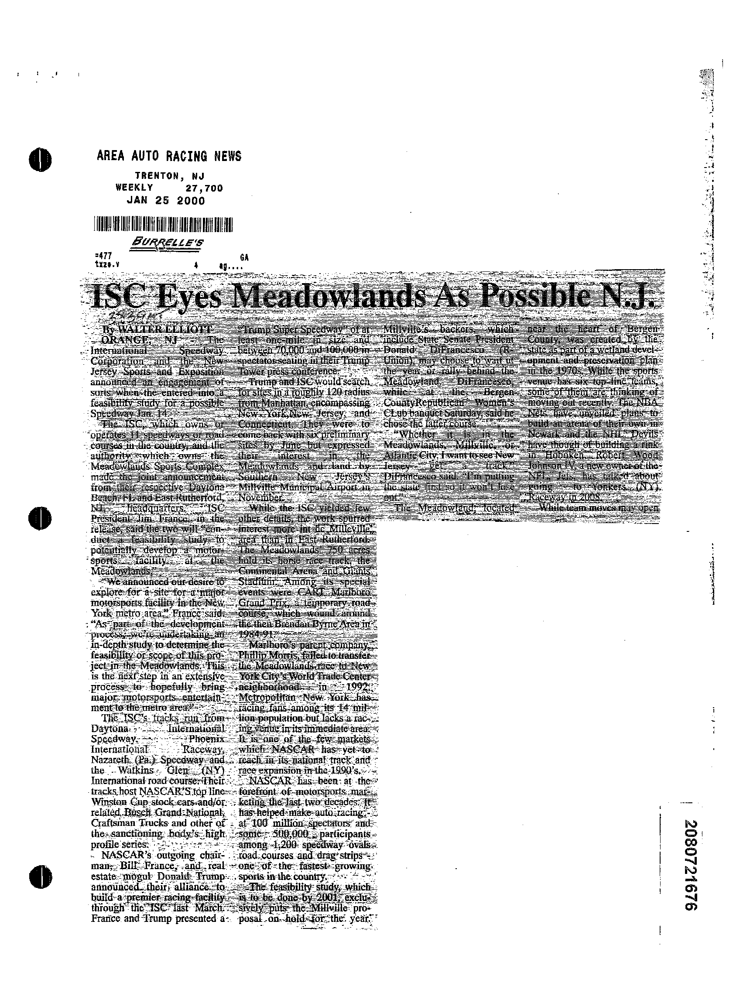 AREA AUTO RACING NEWS
TRENTON, NJ
WEEKLY 27,700
JAN 25 2000
BURRELLE'S
GA
ISC Eyes Meadowlands As Possible N.J.
By WALTER ELLIOTT
ORANGE, NJ - The
International Speedway
Corporation and the New
Jersey Sports and Exposition
announced an engagement of
sorts when the entered into a
feasibility study for a possible
Speedway Jan. 14.
The ISC, which owns or
operates 11 speedways or road
courses in the country, and the
authority which owns the
Meadowlands Sports Complex
made the joint announcement
from their respective Daytona
Beach, FL and East Rutherford,
NJ headquarters. "ISC
President Jim France, in the
release, said the two will "con-
duct a feasibility study to
potentially develop a motor-
sports facility at the
Meadowlands."
"We announced our desire to
explore for a site for a major
motorsports facility in the New
York metro area," France said.
"As part of the development
process, we're undertaking an
in-depth study to determine the
feasibility or scope of this pro-
ject in the Meadowlands. This
is the next step in an extensive
process to hopefully bring
major motorsports entertain-
ment to the metro area."
The ISC's tracks run from
Daytona International
Speedway, Phoenix
International Raceway,
Nazareth (Pa.) Speedway and
the Watkins Glen (NY)
International road course. Their
tracks host NASCAR'S top line
Winston Cup stock cars and/or
related Busch Grand National,
Craftsman Trucks and other of
the sanctioning body's high
profile series.
NASCAR's outgoing chair-
man, Bill France, and real
estate mogul Donald Trump
announced their alliance to
build a premier racing facility
through the ISC last March.
France and Trump presented a
"Trump Super Speedway" of at
least one-mile in size and
between 70,000 and 100,000 in
spectator seating in their Trump
Tower press conference.
Trump and ISC would search
for sites in a roughly 120 radius
from Manhattan, encompassing
New York, New Jersey, and
Connecticut. They were to
come back with six preliminary
sites by June but expressed
their interest in the
Meadowlands and land by
Southern New Jersey's
Millville Municipal Airport in
November.
While the ISC yielded few
other details, the work spurred
interest more int he Milleville
area than in East Rutherford.
The Meadowlands' 750 acres
hold its horse race track, the
Continental Arena and Giants
Stadium. Among its special
events were CART Marlboro
Grand Prix, a temporary road
course, which wound around
the then Brendan Byrne Area in
1984-91.
Marlboro's parent company,
Phillip Morris, failed to transfer
the Meadowlands race to New
York City's World Trade Center
neighborhood in 1992.
Metropolitan New York has
racing fans among its 14 mil-
lion population but lacks a rac-
ing venue in its immediate area.
It is one of the few markets
which NASCAR has yet to
reach in its national track and
race expansion in the 1990's.
NASCAR has been at the
forefront of motorsports mar-
keting the last two decades. It
has helped make auto racing,
at 100 million spectators and
some 500,000 participants
among 1,200 speedway ovals
road courses and drag strips
one of the fastest growing
sports in the country.
The feasibility study, which
is to be done by 2001, exclu-
sively puts the Millville pro-
posal on hold for the year.
Millville's backers, which
include State Senate President
Donald DiFrancesco (R-
Union), may choose to wait ut
the year or rally behind the
Meadowland. DiFrancesco,
while at the Bergen
County Republican Women's
CLub banquet Saturday, said he
chose the latter course.
"Whether it is in the
Meadowlands, Millville, or
Atlantic City, I want to see New
Jersey get a track,"
DiFrancesco said. "I'm putting
the state first so it won't lose
out."
The Meadowland, located
near the heart of Bergen
County, was created by the
state as part of a wetland devel-
opment and preservation plan
in the 1970s. While the sports
venue has six top line teams,
some of them are thinking of
moving out recently. The NBA
Nets have unveiled plans to
build an arena of their own in
Newark and the NHL Devils
have though of building a rink
in Hoboken. Robert Wood
Johnson IV, a new owner of the
NFL Jets has talked about
going to Yonkers (NY)
Raceway in 2008.
While team moves may open
2080721676